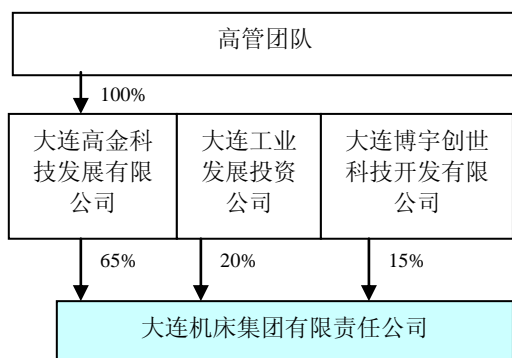 高管团队
100%
大连高金科
技发展有限
公司
大连工业
发展投资
公司
大连博宇创世
科技开发有限
公司
65%
20%
15%
大连机床集团有限责任公司